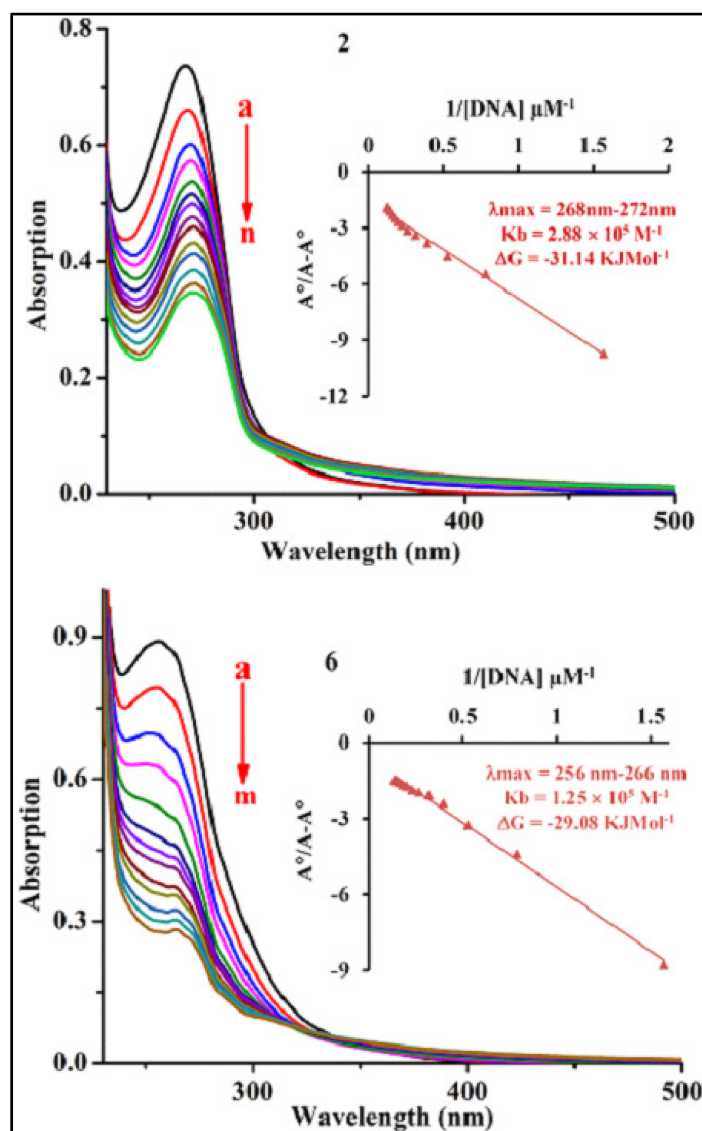 2
0.8
0.6
0.4
0.2
0.0
Absorption
a
n
1/[DNA] µM⁻¹
0 0.5 1 1.5 2
0
-3
-6
-9
-12
A°/A-A°
λmax = 268nm-272nm
Kb = 2.88 × 10⁵ M⁻¹
ΔG = -31.14 KJMol⁻¹
300 400 500
Wavelength (nm)
6
0.9
0.6
0.3
0.0
Absorption
a
m
1/[DNA] µM⁻¹
0 0.5 1 1.5
0
-3
-6
-9
A°/A-A°
λmax = 256 nm-266 nm
Kb = 1.25 × 10⁵ M⁻¹
ΔG = -29.08 KJMol⁻¹
300 400 500
Wavelength (nm)